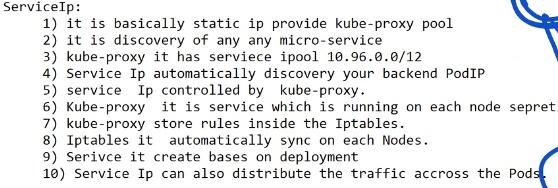 ServiceIp:
1) it is basically static ip provide kube-proxy pool
2) it is discovery of any any micro-service
3) kube-proxy it has serviece ipool 10.96.0.0/12
4) Service Ip automatically discovery your backend PodIP
5) service Ip controlled by kube-proxy.
6) Kube-proxy it is service which is running on each node sepret
7) kube-proxy store rules inside the Iptables.
8) Iptables it automatically sync on each Nodes.
9) Serivce it create bases on deployment
10) Service Ip can also distribute the traffic accross the Pods.